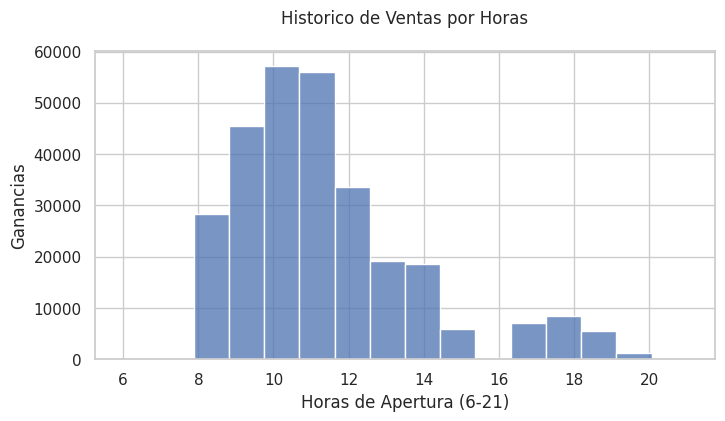 Historico de Ventas por Horas
60000
50000
40000
30000
20000
10000
0
Ganancias
6 8 10 12 14 16 18 20
Horas de Apertura (6-21)